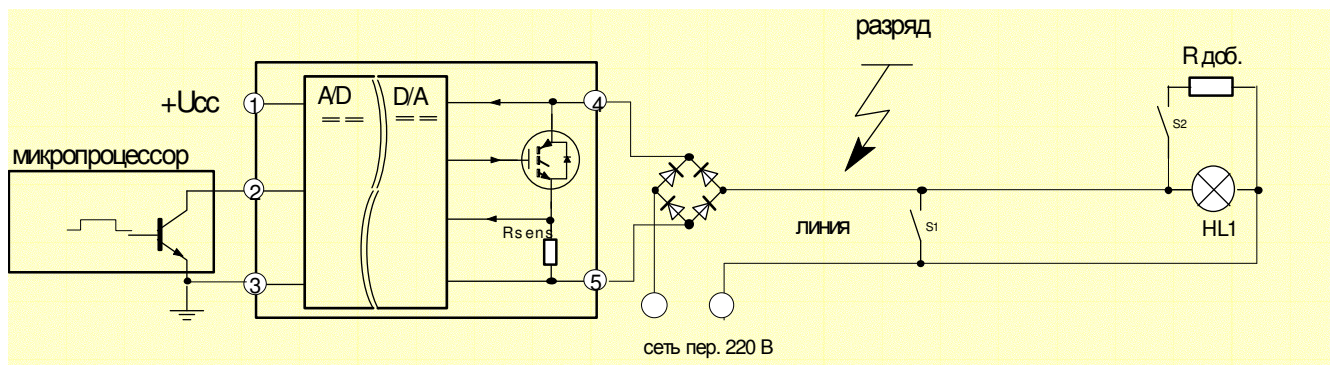 разряд
R доб.
+Ucc
1
A/D
D/A
4
S2
микропроцессор
2
Rsens
линия
S1
HL1
3
5
сеть пер. 220 В